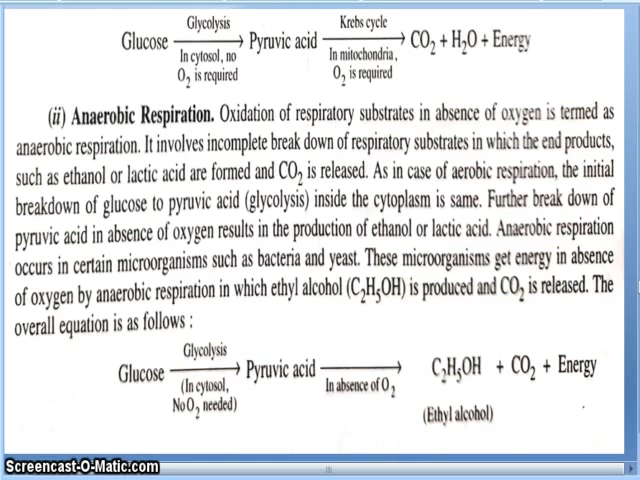 Glycolysis Krebs cycle
Glucose ⟶ Pyruvic acid ⟶ CO₂ + H₂O + Energy
In cytosol, no In mitochondria,
O₂ is required O₂ is required
(ii) Anaerobic Respiration. Oxidation of respiratory substrates in absence of oxygen is termed as
anaerobic respiration. It involves incomplete break down of respiratory substrates in which the end products,
such as ethanol or lactic acid are formed and CO₂ is released. As in case of aerobic respiration, the initial
breakdown of glucose to pyruvic acid (glycolysis) inside the cytoplasm is same. Further break down of
pyruvic acid in absence of oxygen results in the production of ethanol or lactic acid. Anaerobic respiration
occurs in certain microorganisms such as bacteria and yeast. These microorganisms get energy in absence
of oxygen by anaerobic respiration in which ethyl alcohol (C₂H₅OH) is produced and CO₂ is released. The
overall equation is as follows :
Glycolysis
Glucose ⟶ Pyruvic acid ⟶ C₂H₅OH + CO₂ + Energy
(In cytosol, In absence of O₂
No O₂ needed) (Ethyl alcohol)
Screencast-O-Matic.com